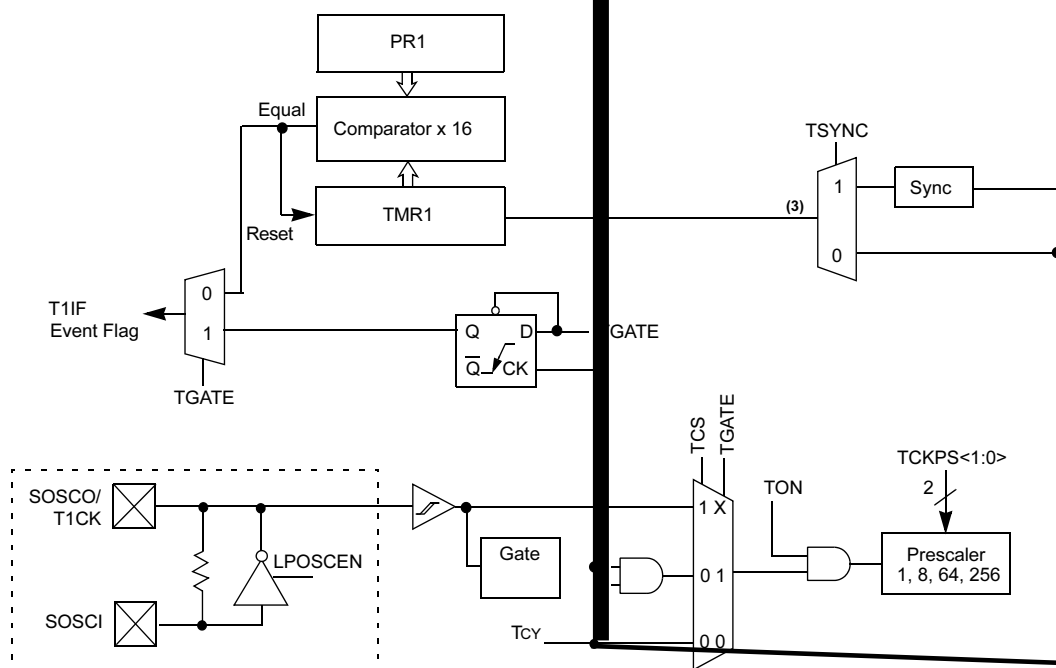 PR1
Equal
Comparator x 16
TSYNC
1
Sync
(3)
TMR1
Reset
0
0
T1IF
Event Flag
1
Q
D
GATE
Q
CK
TGATE
TCS
TGATE
TCKPS<1:0>
2
TON
SOSCO/
T1CK
1 X
Gate
LPOSCEN
Prescaler
1, 8, 64, 256
0 1
SOSCI
TCY
0 0